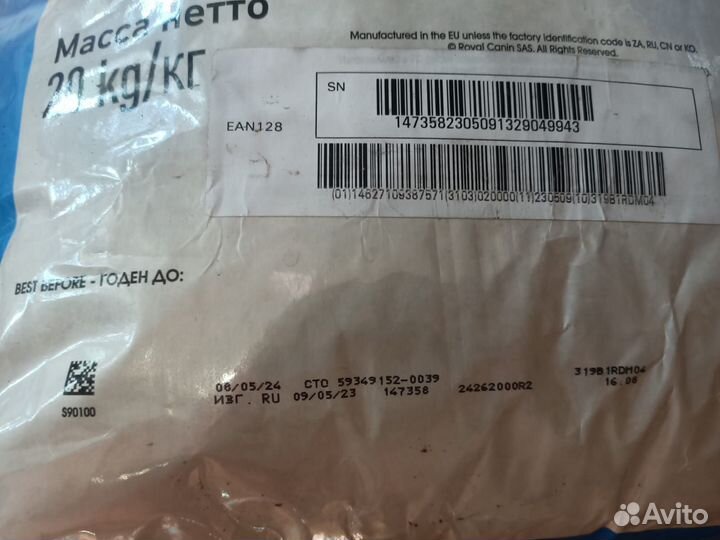 Масса нетто
20 kg/кг
Manufactured in the EU unless the factory identification code is ZA, RU, CN or KO.
© Royal Canin SAS. All Rights Reserved.
SN
1473582305091329049943
EAN128
(01)14627109387571(3103)020000(11)230509(10)319B1RDM04
BEST BEFORE - ГОДЕН ДО:
06/05/24 СТО 59349152-0039 319B1RDM04
ИЗГ. RU 09/05/23 147358 24262000R2 16.06
S90100
Avito